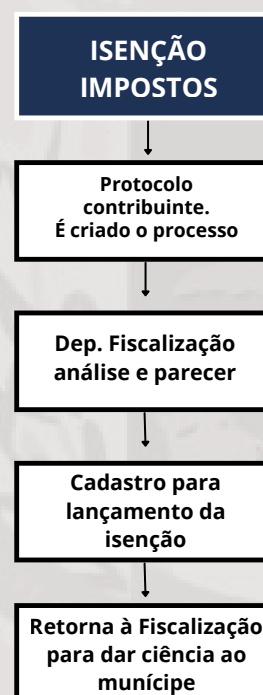 ISENÇÃO
IMPOSTOS
Protocolo
contribuinte.
É criado o processo
Dep. Fiscalização
análise e parecer
Cadastro para
lançamento da
isenção
Retorna à Fiscalização
para dar ciência ao
munícipe